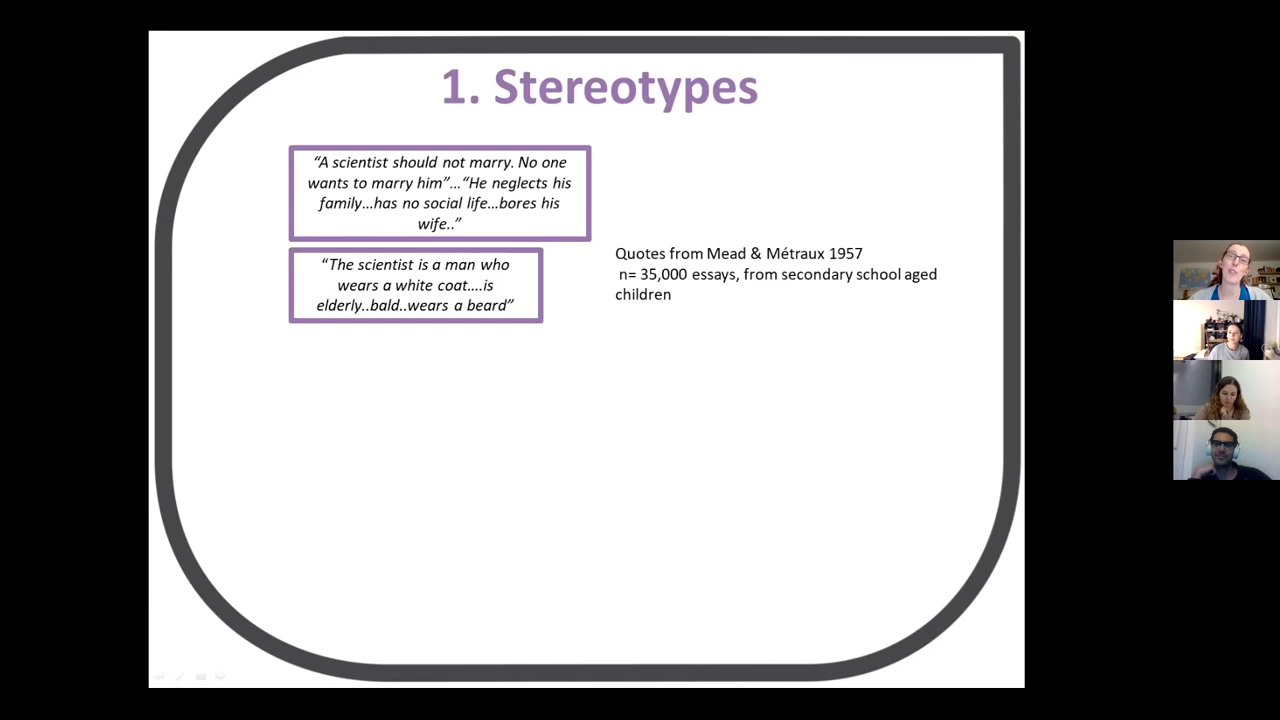 1. Stereotypes
“A scientist should not marry. No one
wants to marry him”…“He neglects his
family…has no social life…bores his
wife..”
“The scientist is a man who
wears a white coat….is
elderly..bald..wears a beard”
Quotes from Mead & Métraux 1957
n= 35,000 essays, from secondary school aged
children